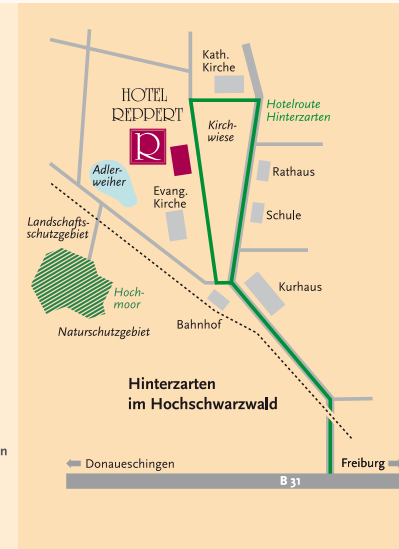 Kath.
Kirche
HOTEL
REPPERT
R
Hotelroute
Hinterzarten
Kirch-
wiese
Adler-
weiher
Rathaus
Evang.
Kirche
Schule
Landschafts-
schutzgebiet
Hoch-
moor
Kurhaus
Naturschutzgebiet
Bahnhof
Hinterzarten
im Hochschwarzwald
n
Donaueschingen
Freiburg
B 31